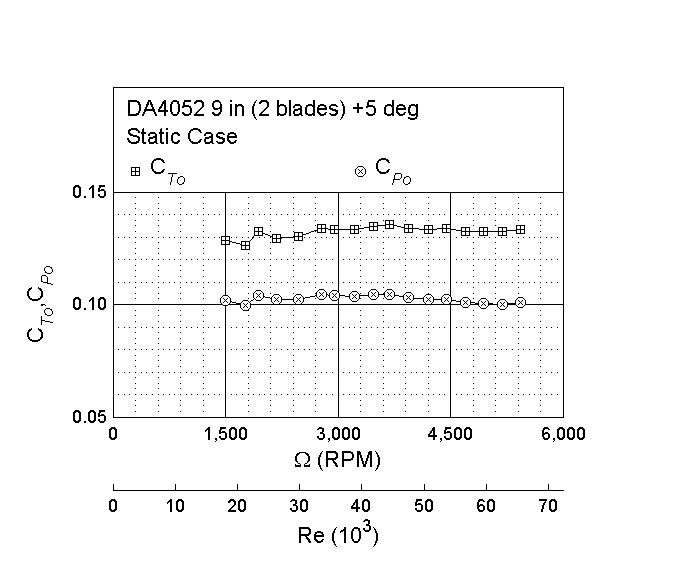 DA4052 9 in (2 blades) +5 deg
Static Case
C_To C_Po
0.15
0.10
0.05
C_To, C_Po
0 1,500 3,000 4,500 6,000
Ω (RPM)
0 10 20 30 40 50 60 70
Re (10^3)